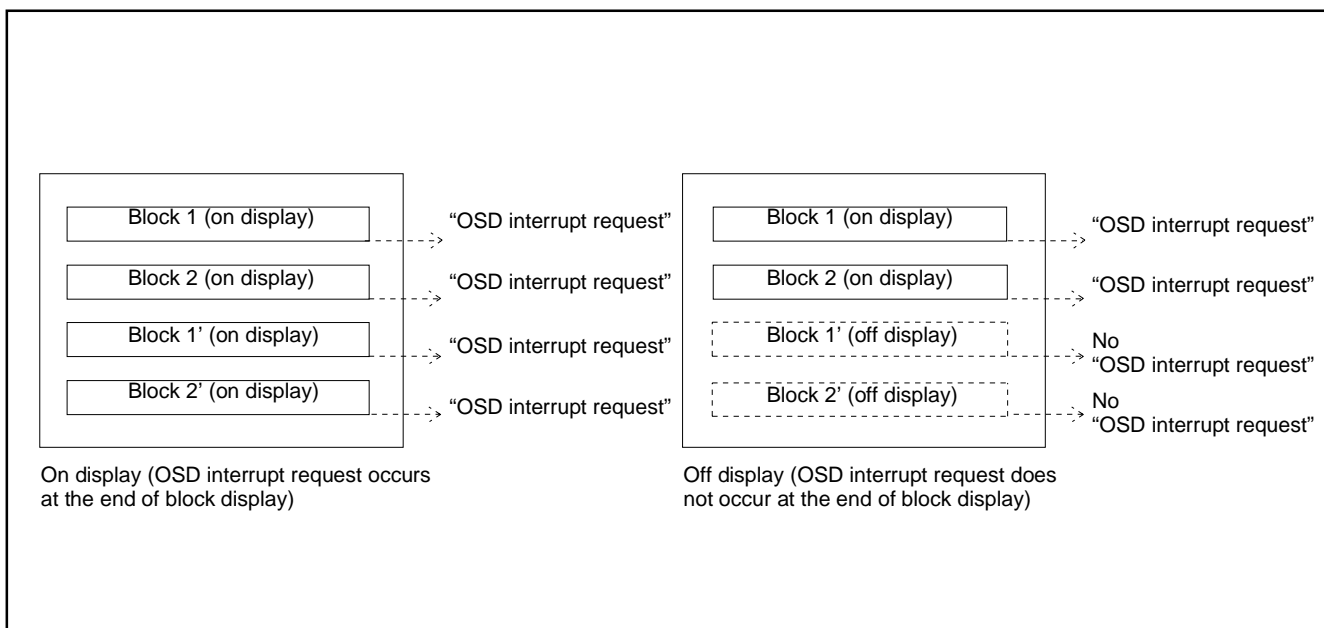 Block 1 (on display)
“OSD interrupt request”
Block 2 (on display)
“OSD interrupt request”
Block 1’ (on display)
“OSD interrupt request”
Block 2’ (on display)
“OSD interrupt request”
On display (OSD interrupt request occurs
at the end of block display)
Block 1 (on display)
“OSD interrupt request”
Block 2 (on display)
“OSD interrupt request”
Block 1’ (off display)
No
“OSD interrupt request”
Block 2’ (off display)
No
“OSD interrupt request”
Off display (OSD interrupt request does
not occur at the end of block display)